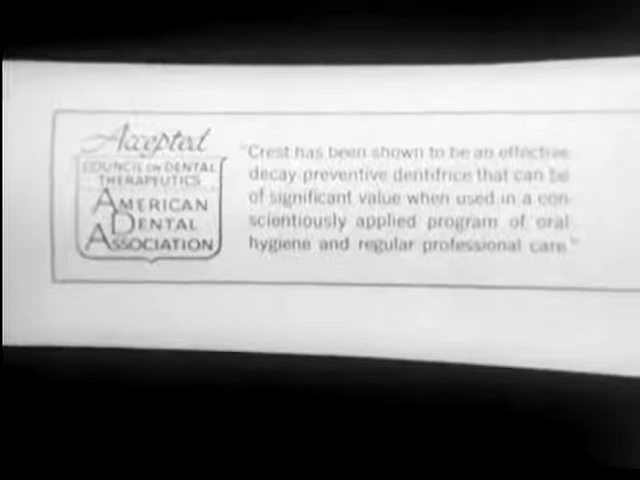 Accepted
COUNCIL ON DENTAL
THERAPEUTICS
AMERICAN
DENTAL
ASSOCIATION
"Crest has been shown to be an effective
decay preventive dentifrice that can be
of significant value when used in a con-
scientiously applied program of oral
hygiene and regular professional care."